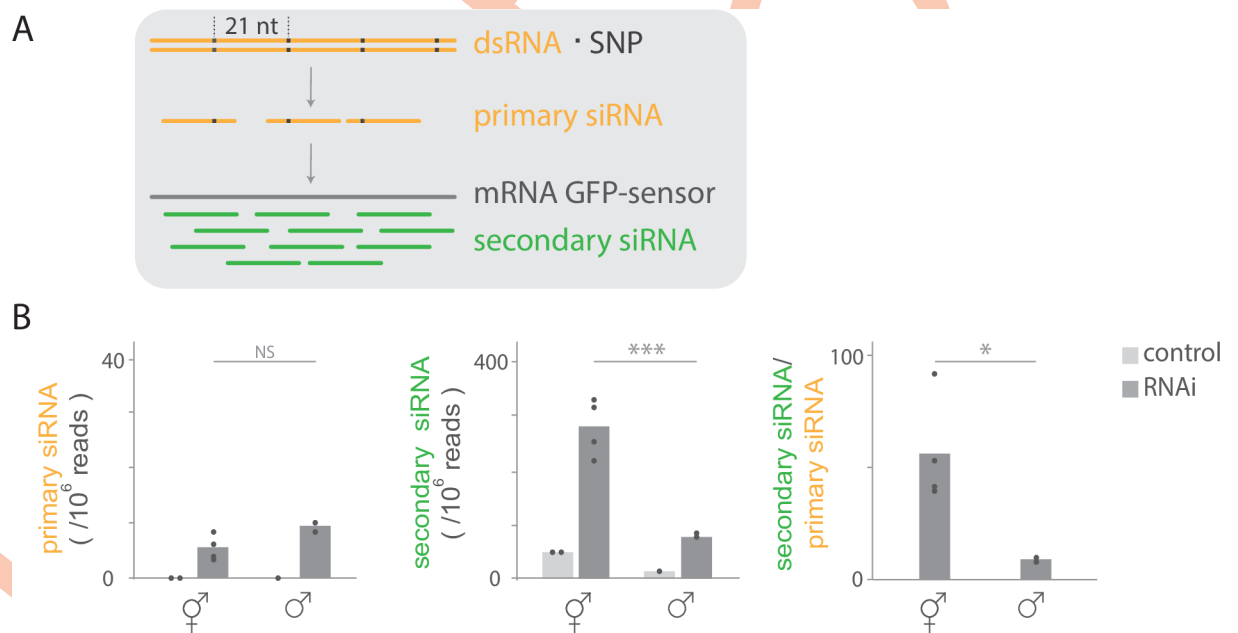 A
21 nt
dsRNA · SNP
primary siRNA
mRNA GFP-sensor
secondary siRNA
B
primary siRNA
( /10⁶ reads )
40
0
NS
secondary siRNA
( /10⁶ reads )
400
0
***
secondary siRNA/
primary siRNA
100
0
*
control
RNAi
⚥
♂
⚥
♂
⚥
♂